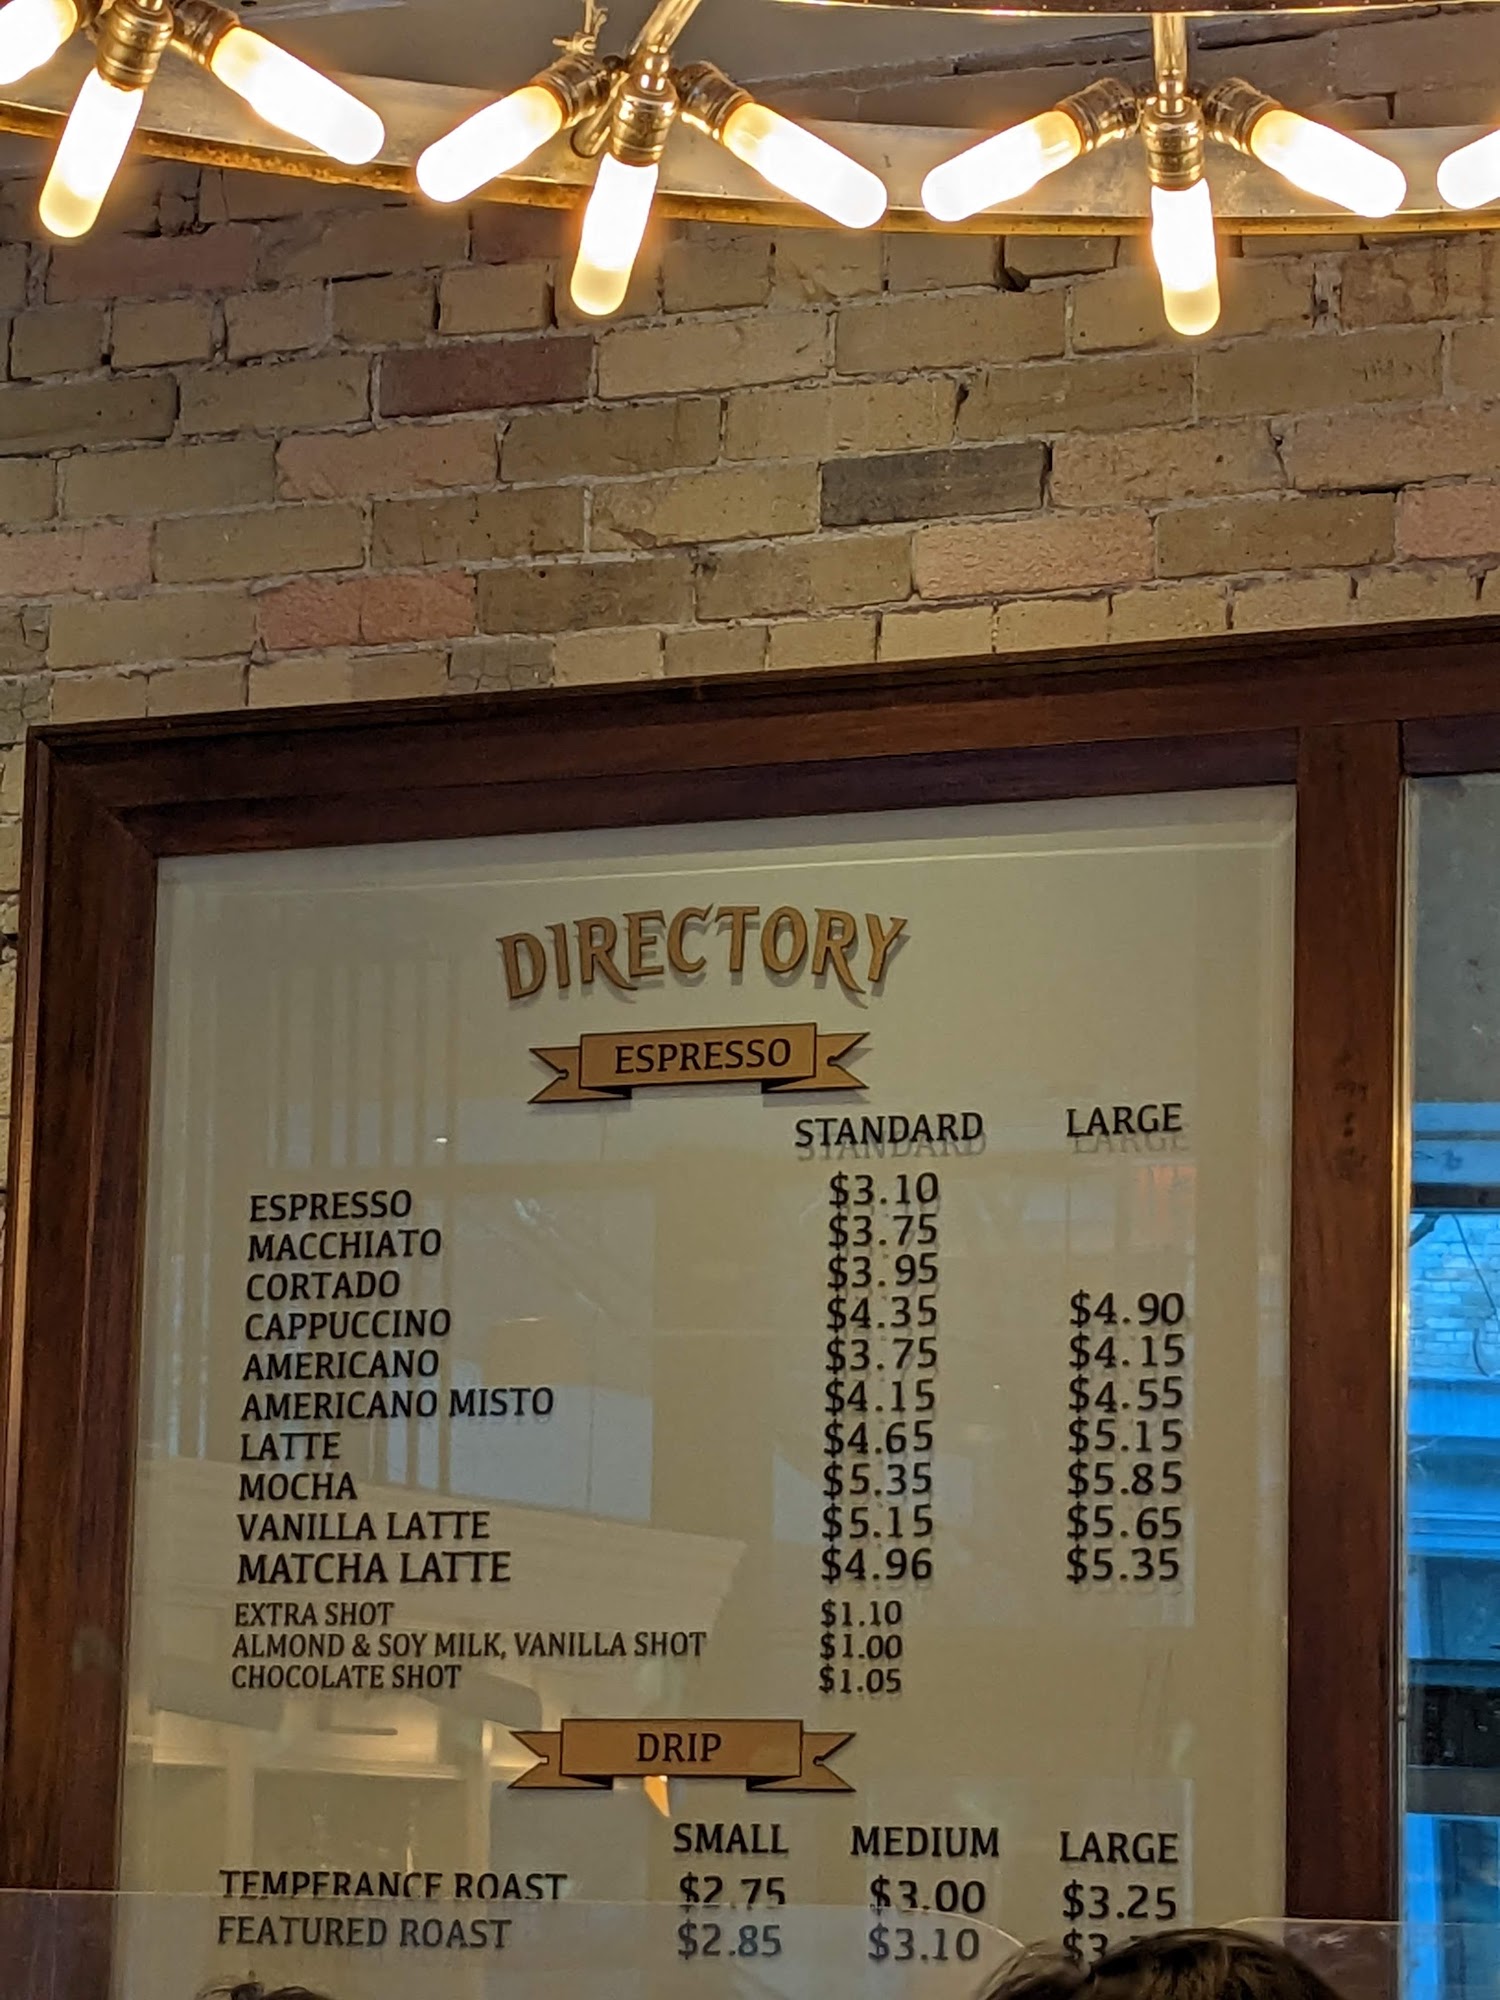 DIRECTORY
ESPRESSO
STANDARD LARGE
ESPRESSO $3.10
MACCHIATO $3.75
CORTADO $3.95
CAPPUCCINO $4.35 $4.90
AMERICANO $3.75 $4.15
AMERICANO MISTO $4.15 $4.55
LATTE $4.65 $5.15
MOCHA $5.35 $5.85
VANILLA LATTE $5.15 $5.65
MATCHA LATTE $4.96 $5.35
EXTRA SHOT $1.10
ALMOND & SOY MILK, VANILLA SHOT $1.00
CHOCOLATE SHOT $1.05
DRIP
SMALL MEDIUM LARGE
TEMPERANCE ROAST $2.75 $3.00 $3.25
FEATURED ROAST $2.85 $3.10